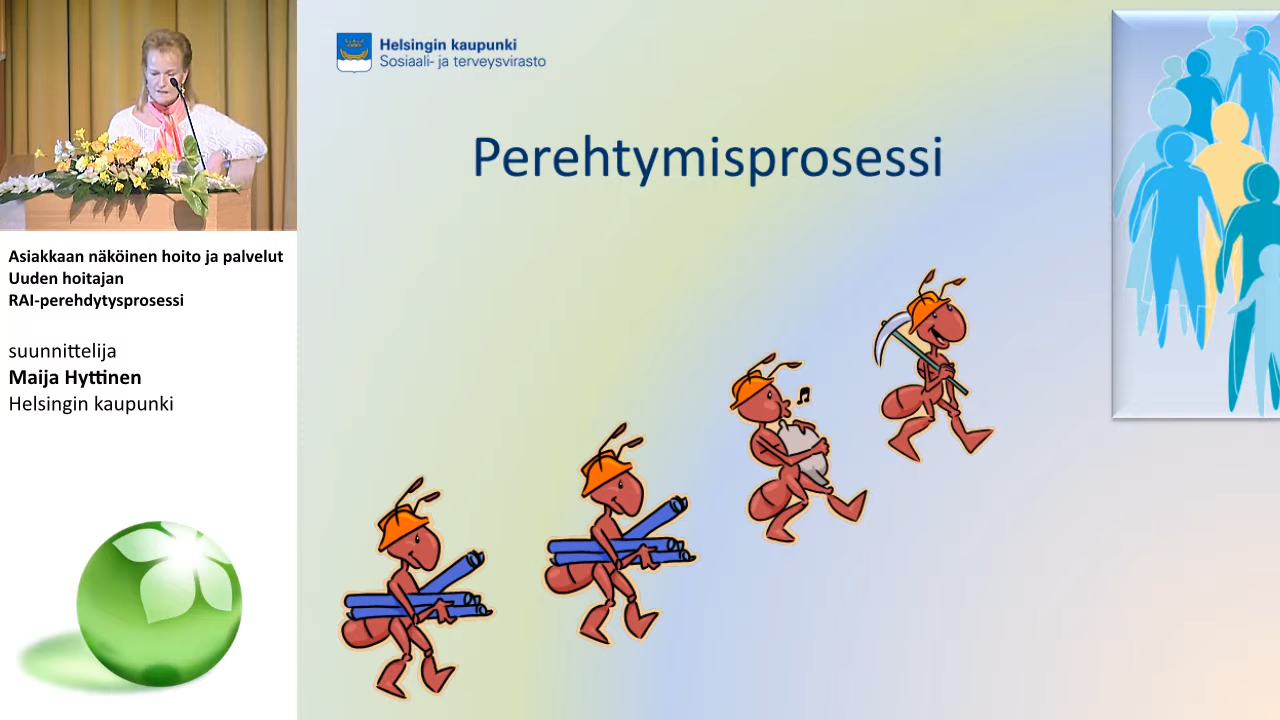 Helsingin kaupunki
Sosiaali- ja terveysvirasto
Perehtymisprosessi
Asiakkaan näköinen hoito ja palvelut
Uuden hoitajan
RAI-perehdytysprosessi
suunnittelija
Maija Hyttinen
Helsingin kaupunki